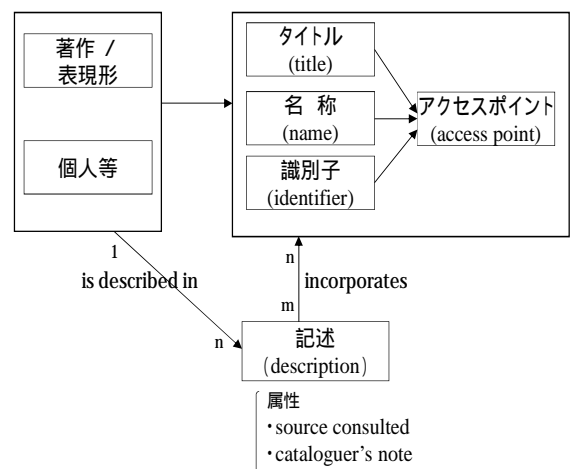 著作 /
表現形
個人等
タイトル
(title)
名 称
(name)
識別子
(identifier)
アクセスポイント
(access point)
1
is described in
n
n
incorporates
m
記述
(description)
属性
・source consulted
・cataloguer's note